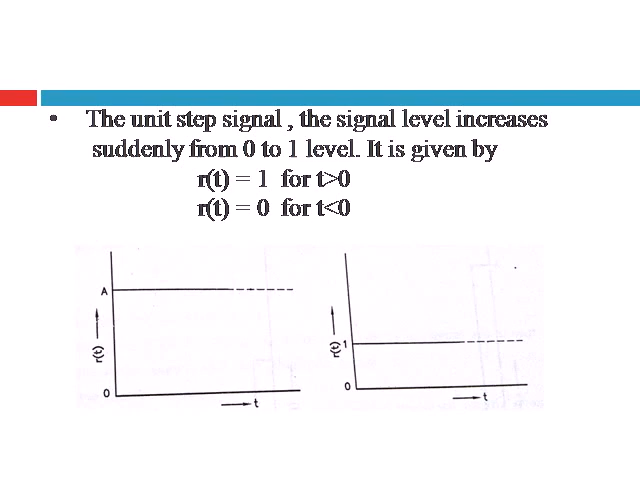 • The unit step signal , the signal level increases
suddenly from 0 to 1 level. It is given by
r(t) = 1 for t>0
r(t) = 0 for t<0
A
r(t)
0
t
r(t) 1
0
t